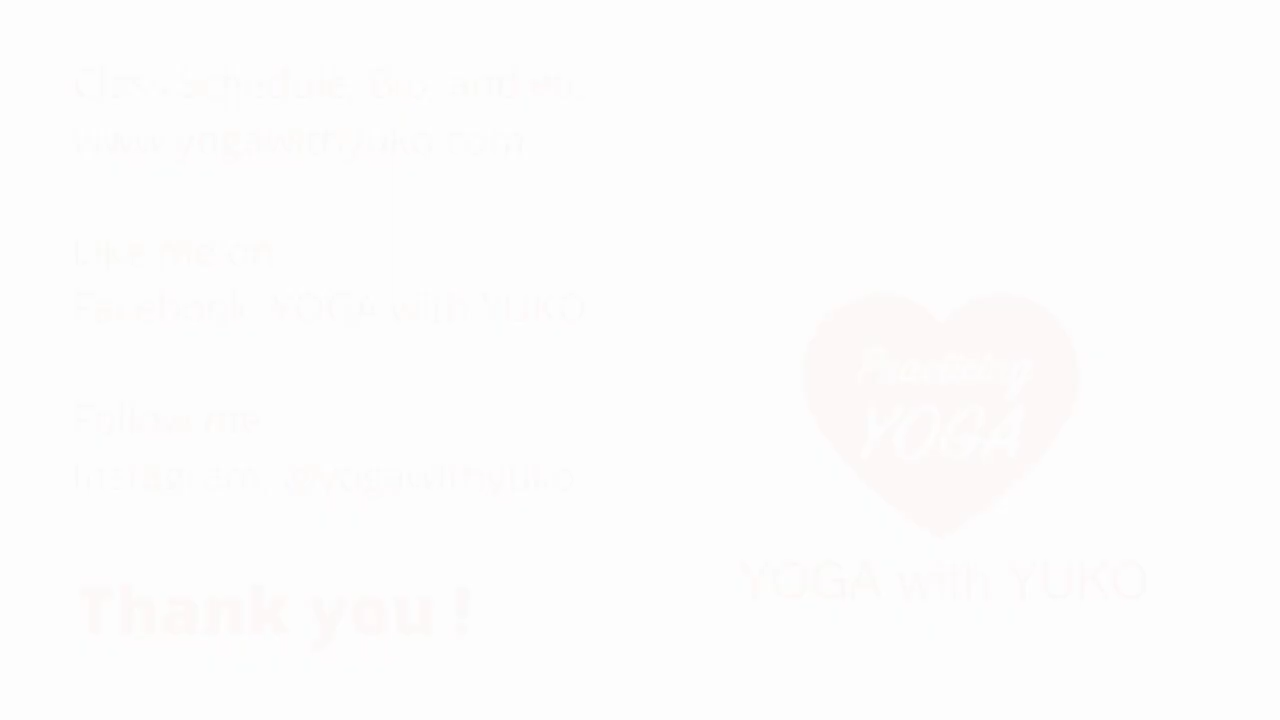 Class Schedule, Bio, and etc.
www.yogawithyuko.com
Like me on
Facebook: YOGA with YUKO
Follow me
Instagram: @yogawithyuko
Thank you !
Practicing
YOGA
YOGA with YUKO